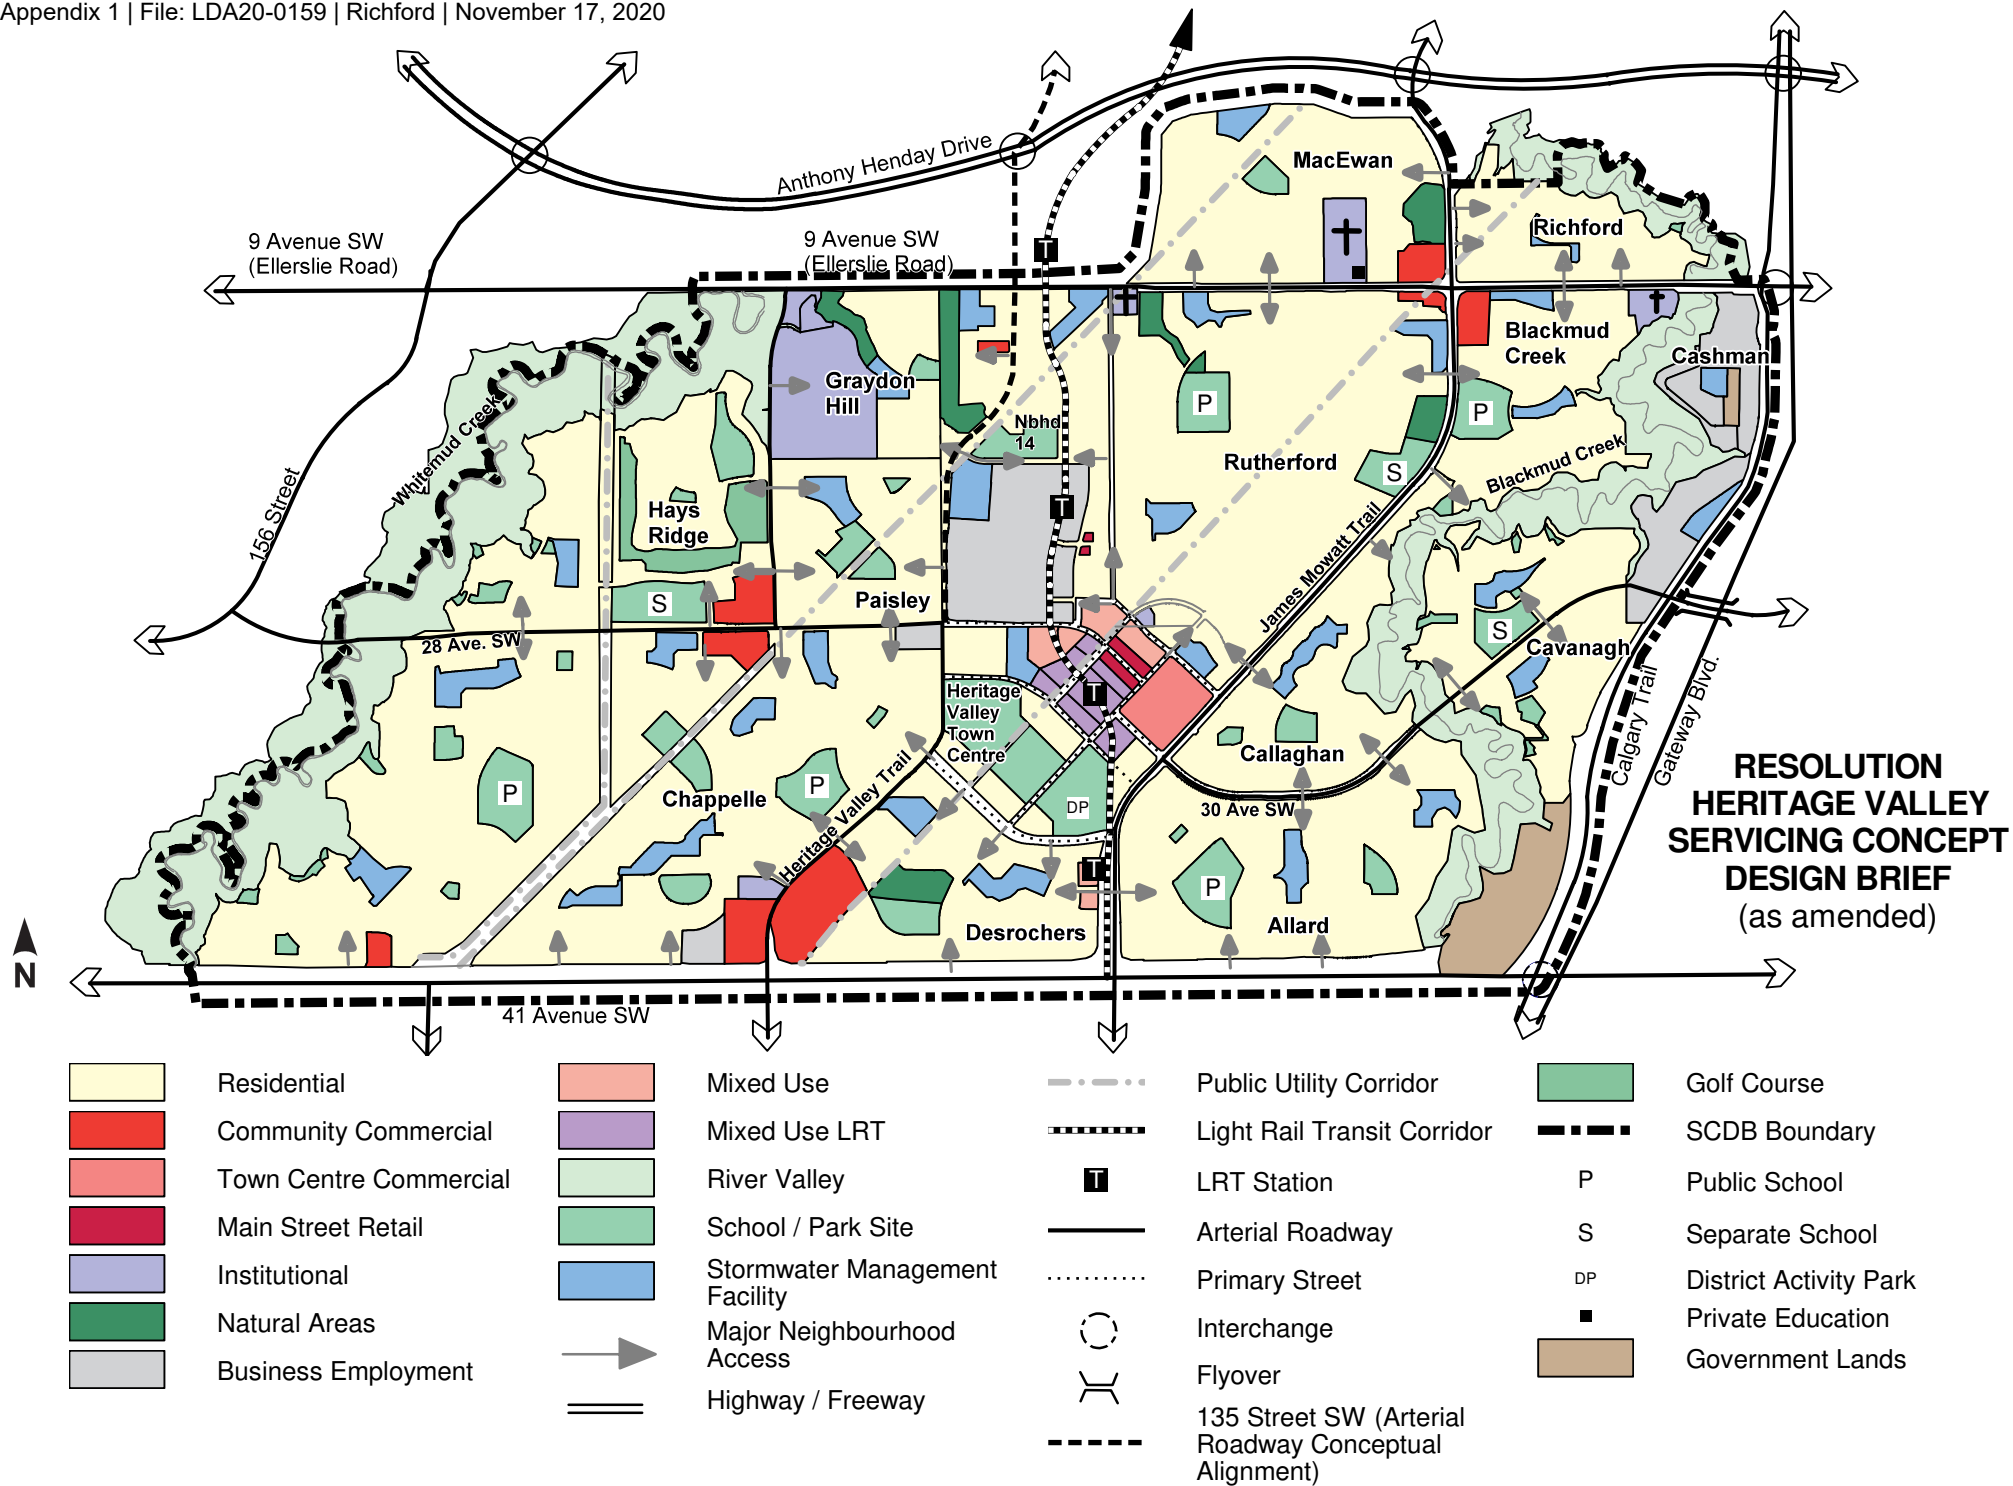 Appendix 1 | File: LDA20-0159 | Richford | November 17, 2020
Anthony Henday Drive
MacEwan
9 Avenue SW
(Ellerslie Road)
9 Avenue SW
(Ellerslie Road)
T
Richford
Blackmud
Creek
Cashman
Graydon
Hill
Whitemud Creek
P
P
Nbhd
14
Rutherford
S
Blackmud Creek
156 Street
Hays
Ridge
T
James Mowatt Trail
S
Paisley
S
Cavanagh
28 Ave. SW
Heritage
Valley
Town
Centre
T
Calgary Trail
Gateway Blvd.
Callaghan
P
P
Chappelle
Heritage Valley Trail
DP
30 Ave SW
T
P
Desrochers
Allard
N
41 Avenue SW
RESOLUTION
HERITAGE VALLEY
SERVICING CONCEPT
DESIGN BRIEF
(as amended)
Residential
Community Commercial
Town Centre Commercial
Main Street Retail
Institutional
Natural Areas
Business Employment
Mixed Use
Mixed Use LRT
River Valley
School / Park Site
Stormwater Management
Facility
Major Neighbourhood
Access
Highway / Freeway
Public Utility Corridor
Light Rail Transit Corridor
T LRT Station
Arterial Roadway
Primary Street
Interchange
Flyover
135 Street SW (Arterial
Roadway Conceptual
Alignment)
Golf Course
SCDB Boundary
P Public School
S Separate School
DP District Activity Park
Private Education
Government Lands